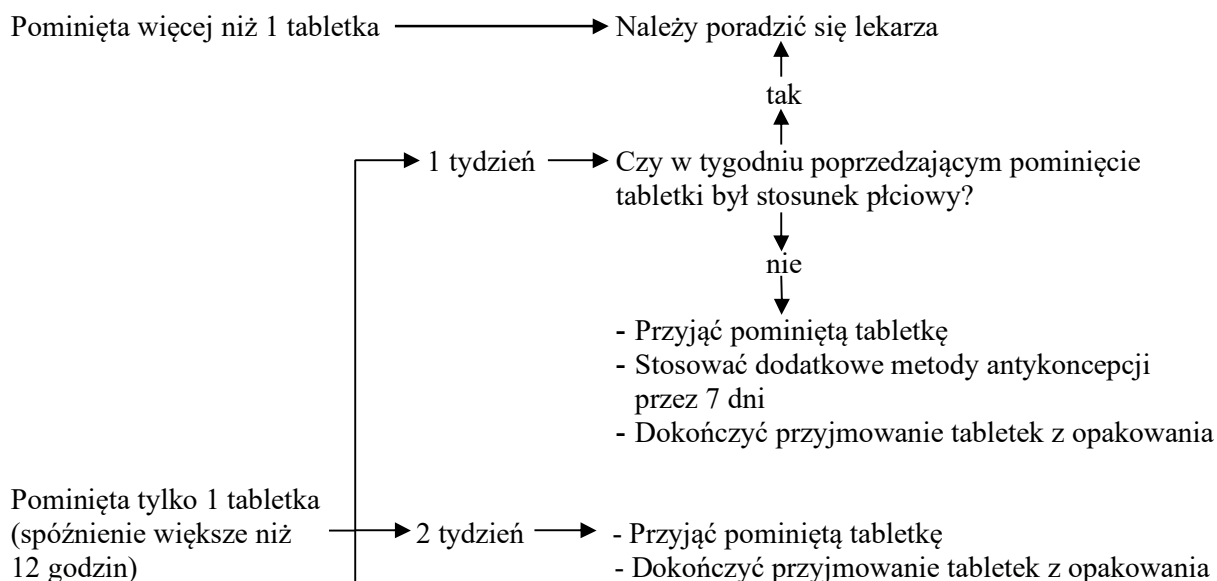 Pominięta więcej niż 1 tabletka
Należy poradzić się lekarza
tak
1 tydzień
Czy w tygodniu poprzedzającym pominięcie
tabletki był stosunek płciowy?
nie
- Przyjąć pominiętą tabletkę
- Stosować dodatkowe metody antykoncepcji
przez 7 dni
- Dokończyć przyjmowanie tabletek z opakowania
Pominięta tylko 1 tabletka
(spóźnienie większe niż
12 godzin)
2 tydzień
- Przyjąć pominiętą tabletkę
- Dokończyć przyjmowanie tabletek z opakowania